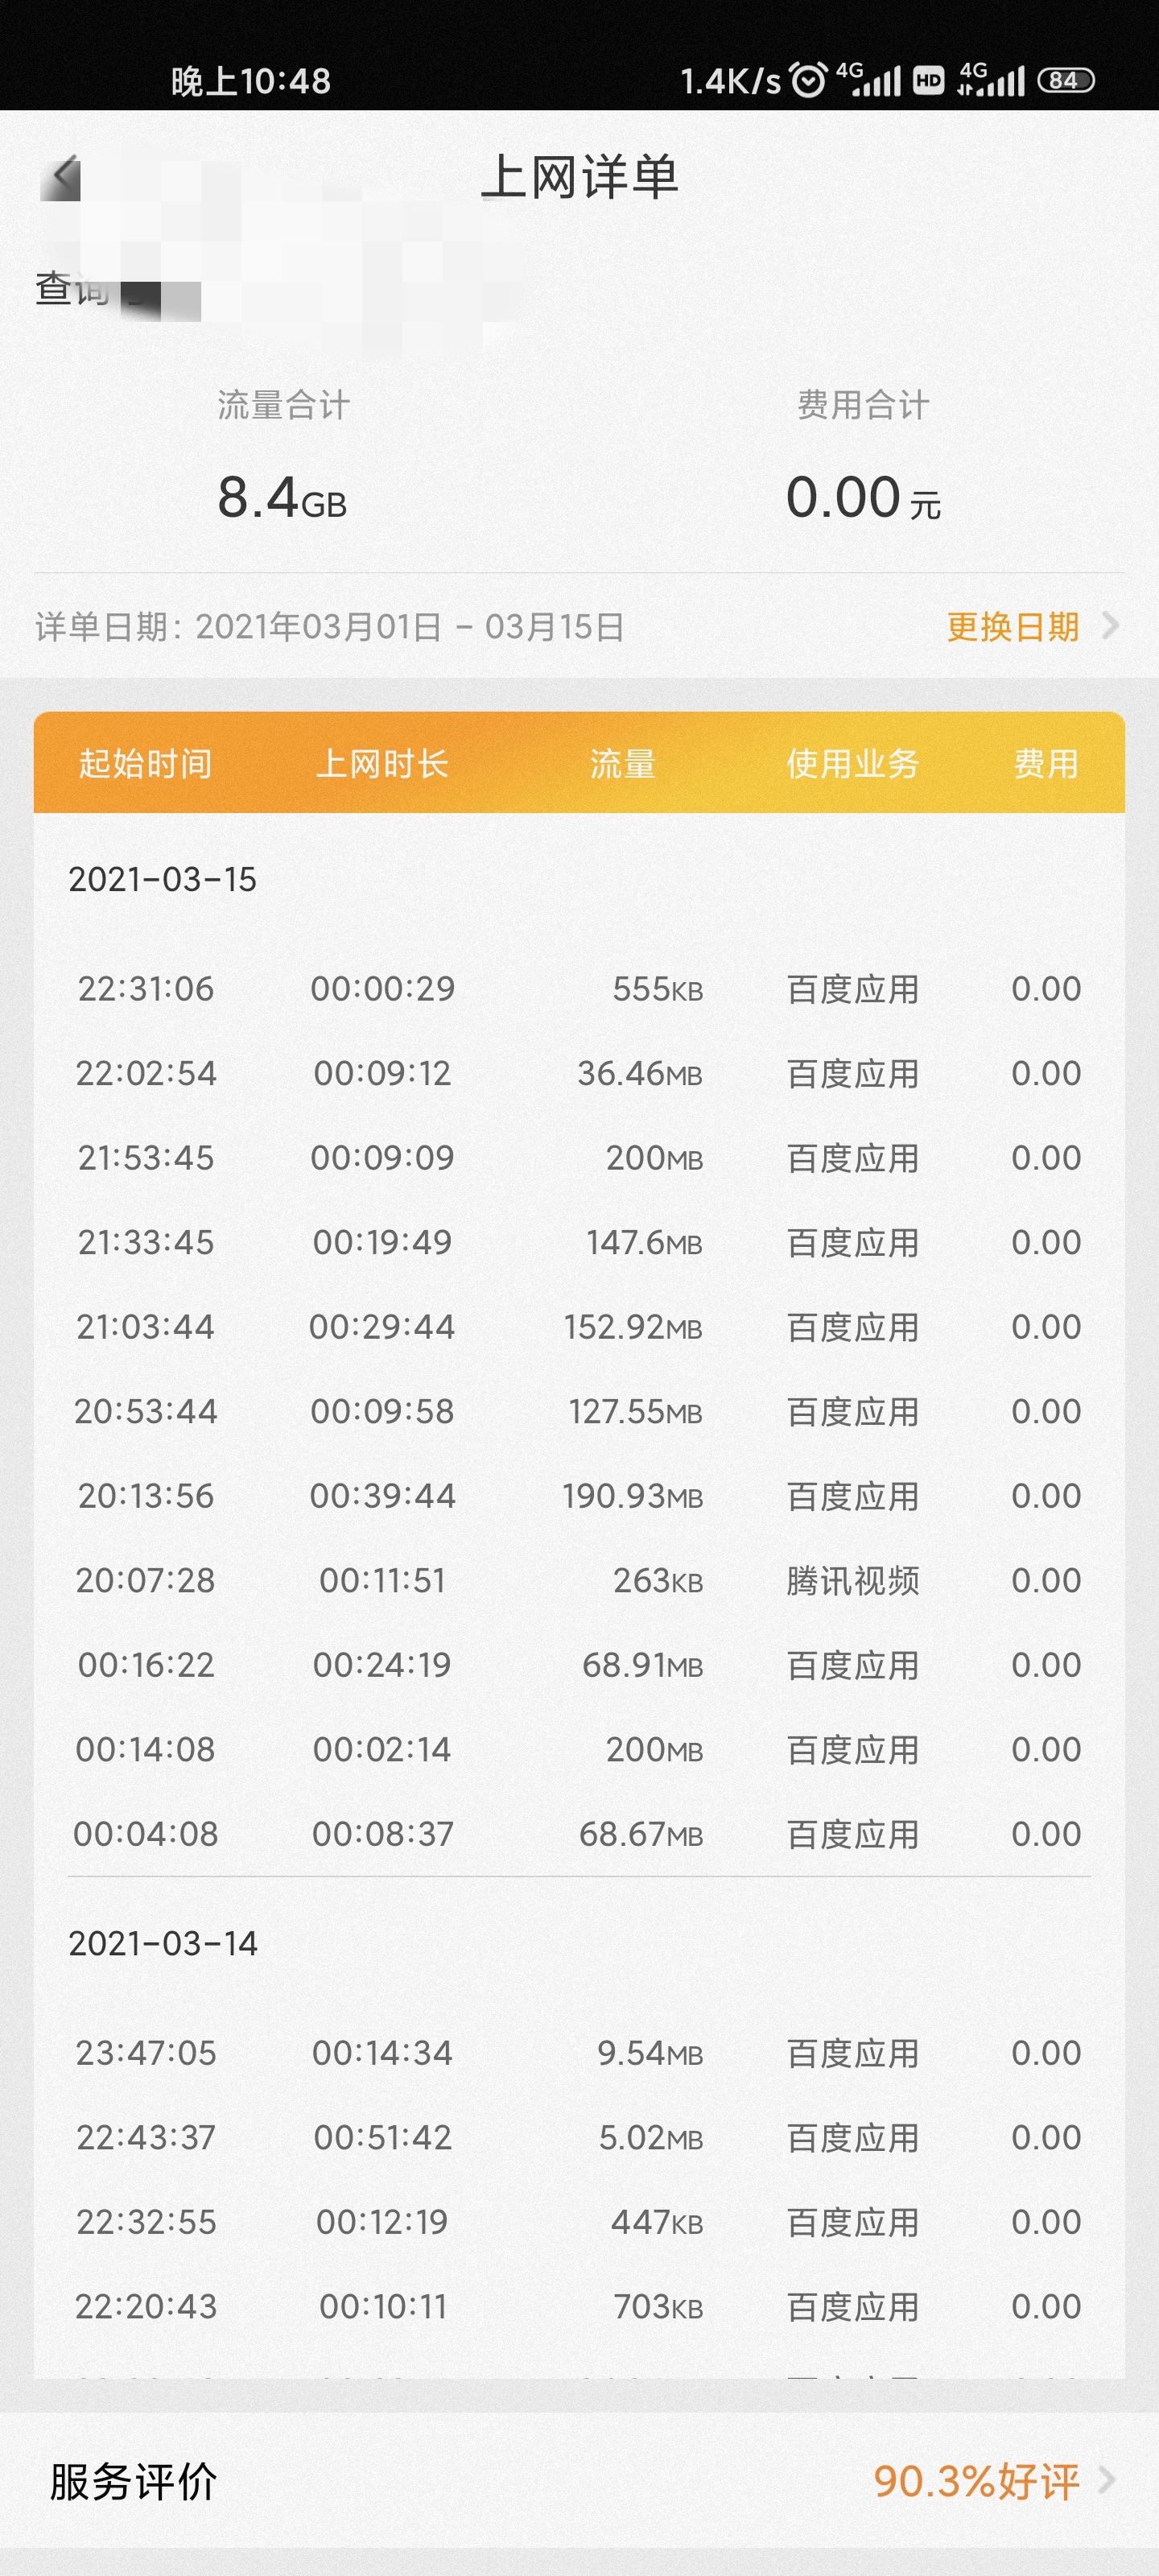 晚上10:48 1.4K/s 4G HD 4G 84
上网详单
查询
流量合计 费用合计
8.4GB 0.00元
详单日期：2021年03月01日 - 03月15日 更换日期
起始时间 上网时长 流量 使用业务 费用
2021-03-15
22:31:06 00:00:29 555KB 百度应用 0.00
22:02:54 00:09:12 36.46MB 百度应用 0.00
21:53:45 00:09:09 200MB 百度应用 0.00
21:33:45 00:19:49 147.6MB 百度应用 0.00
21:03:44 00:29:44 152.92MB 百度应用 0.00
20:53:44 00:09:58 127.55MB 百度应用 0.00
20:13:56 00:39:44 190.93MB 百度应用 0.00
20:07:28 00:11:51 263KB 腾讯视频 0.00
00:16:22 00:24:19 68.91MB 百度应用 0.00
00:14:08 00:02:14 200MB 百度应用 0.00
00:04:08 00:08:37 68.67MB 百度应用 0.00
2021-03-14
23:47:05 00:14:34 9.54MB 百度应用 0.00
22:43:37 00:51:42 5.02MB 百度应用 0.00
22:32:55 00:12:19 447KB 百度应用 0.00
22:20:43 00:10:11 703KB 百度应用 0.00
服务评价 90.3%好评